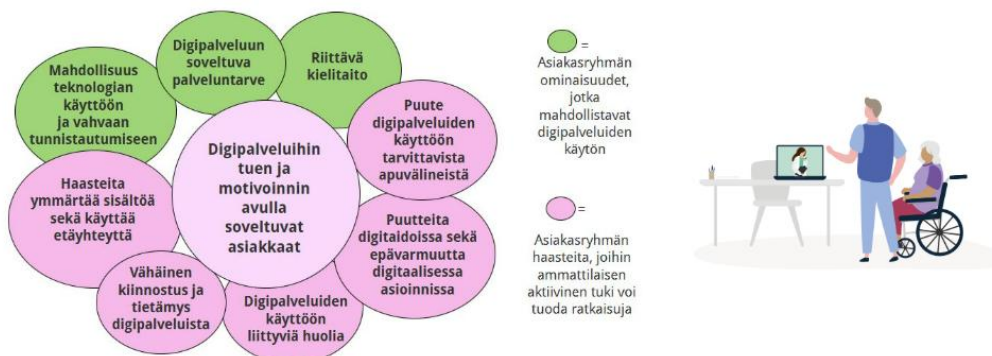 Digipalveluun
soveltuva
palveluntarve
Riittävä
kielitaito
Mahdollisuus
teknologian
käyttöön
ja vahvaan
tunnistautumiseen
Puute
digipalveluiden
käyttöön
tarvittavista
apuvälineistä
Digipalveluihin
tuen ja
motivoinnin
avulla
soveltuvat
asiakkaat
Haasteita
ymmärtää sisältöä
sekä käyttää
etäyhteyttä
Puutteita
digitaidoissa sekä
epävarmuutta
digitaalisessa
asioinnissa
Vähäinen
kiinnostus ja
tietämys
digipalveluista
Digipalveluiden
käyttöön
liittyviä huolia
=
Asiakasryhmän
ominaisuudet,
jotka
mahdollistavat
digipalveluiden
käytön
=
Asiakasryhmän
haasteita, joihin
ammattilaisen
aktiivinen tuki voi
tuoda ratkaisuja